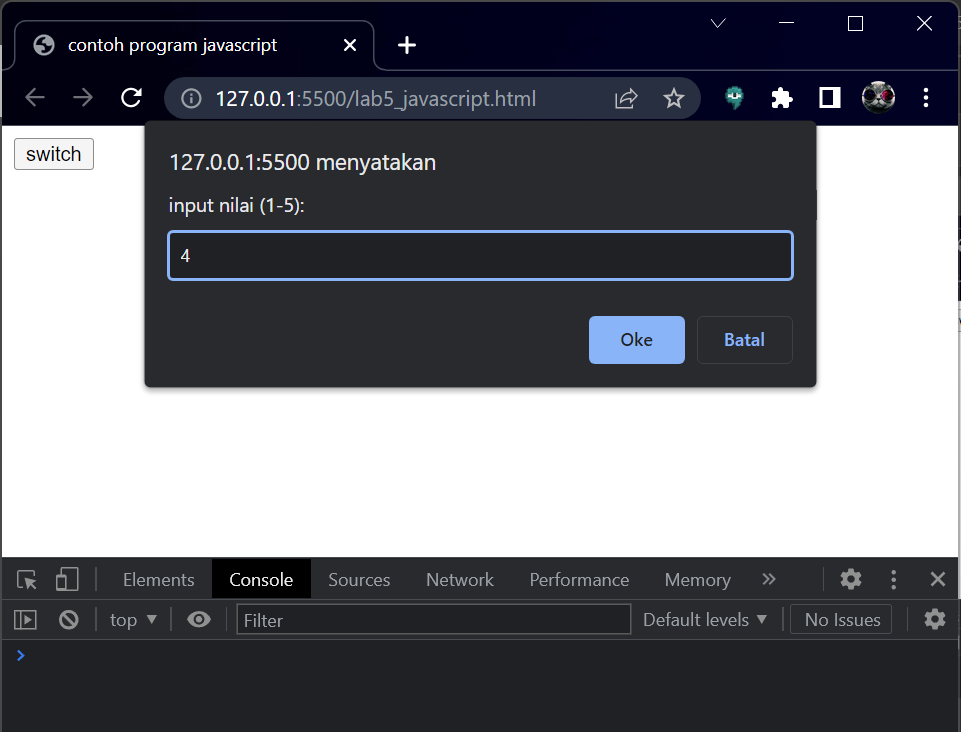 contoh program javascript
127.0.0.1:5500/lab5_javascript.html
switch
127.0.0.1:5500 menyatakan
input nilai (1-5):
4
Oke Batal
Elements Console Sources Network Performance Memory
top Filter Default levels No Issues